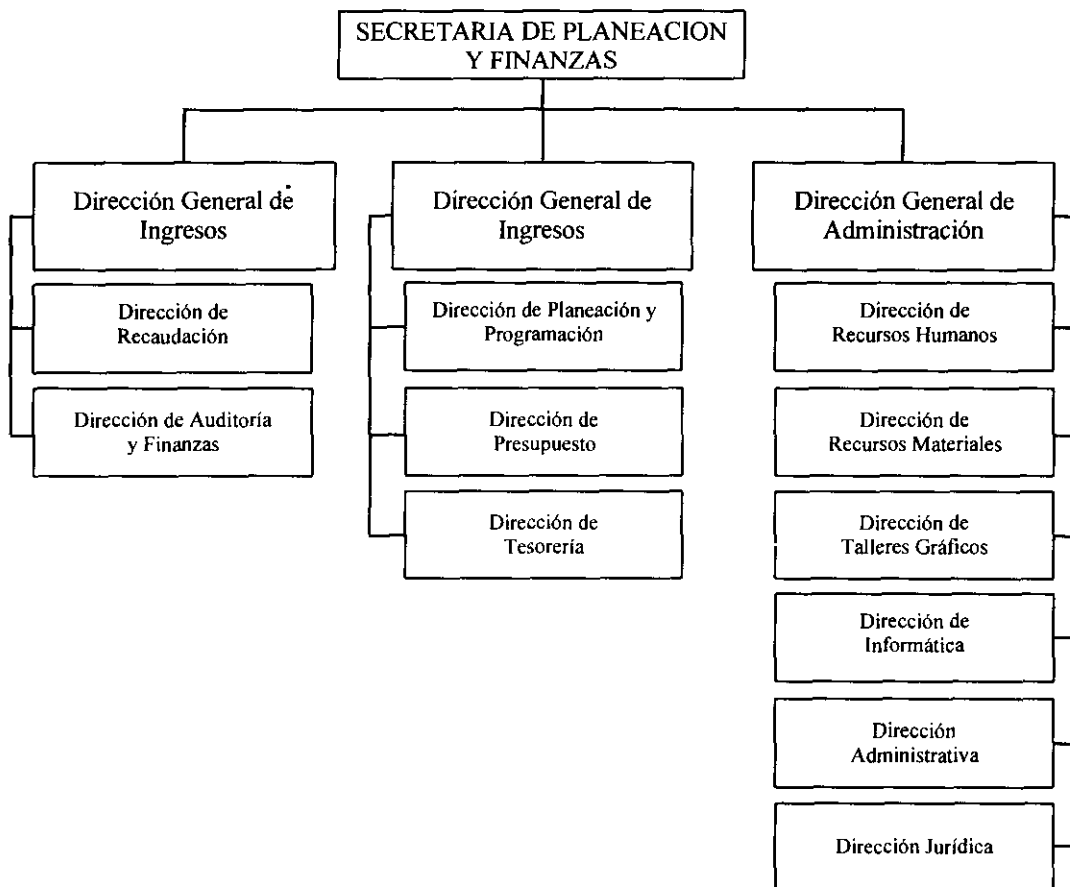 SECRETARIA DE PLANEACION
Y FINANZAS
Dirección General de
Ingresos
Dirección de
Recaudación
Dirección de Auditoría
y Finanzas
Dirección General de
Ingresos
Dirección de Planeación y
Programación
Dirección de
Presupuesto
Dirección de
Tesorería
Dirección General de
Administración
Dirección de
Recursos Humanos
Dirección de
Recursos Materiales
Dirección de
Talleres Gráficos
Dirección de
Informática
Dirección
Administrativa
Dirección Jurídica